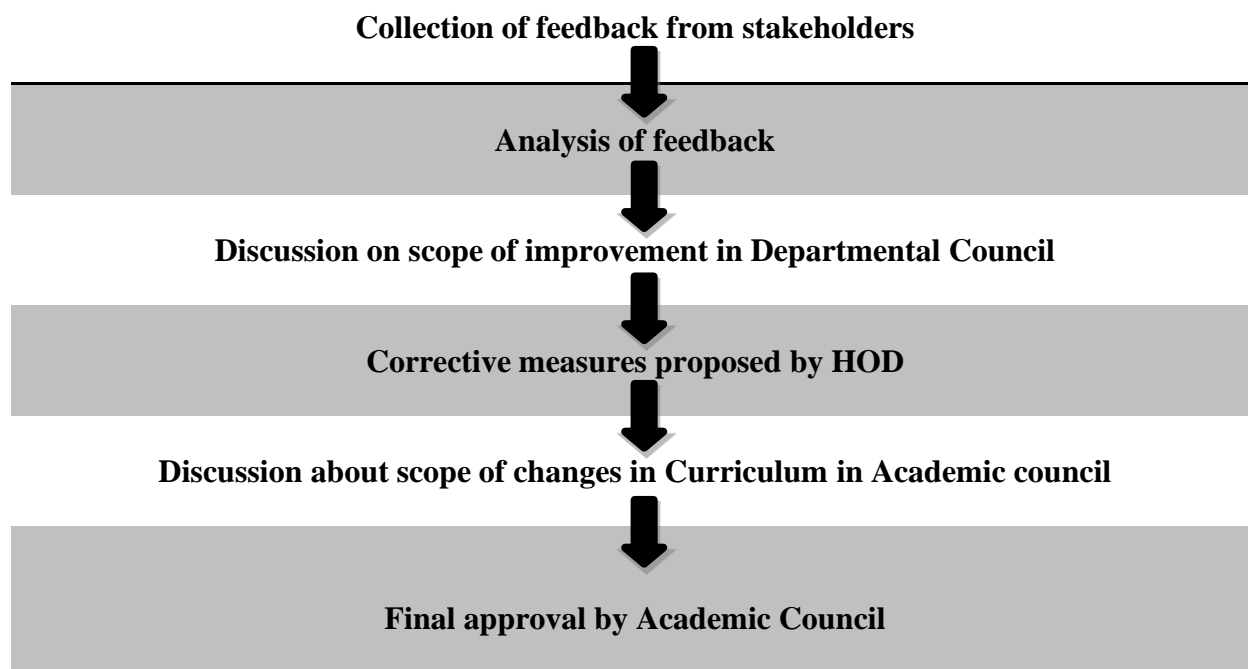 Collection of feedback from stakeholders
Analysis of feedback
Discussion on scope of improvement in Departmental Council
Corrective measures proposed by HOD
Discussion about scope of changes in Curriculum in Academic council
Final approval by Academic Council